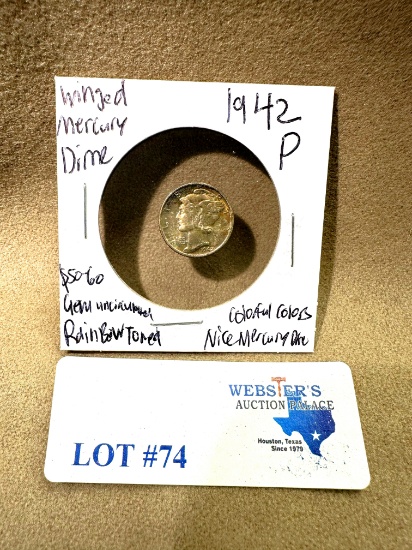 Winged
Mercury
Dime
1942
P
$50-60
Gem uncirculated
Rainbow Toned
Colorful Colors
Nice Mercury Dime
WEBSTER'S
AUCTION PALACE
Houston, Texas
Since 1979
LOT #74